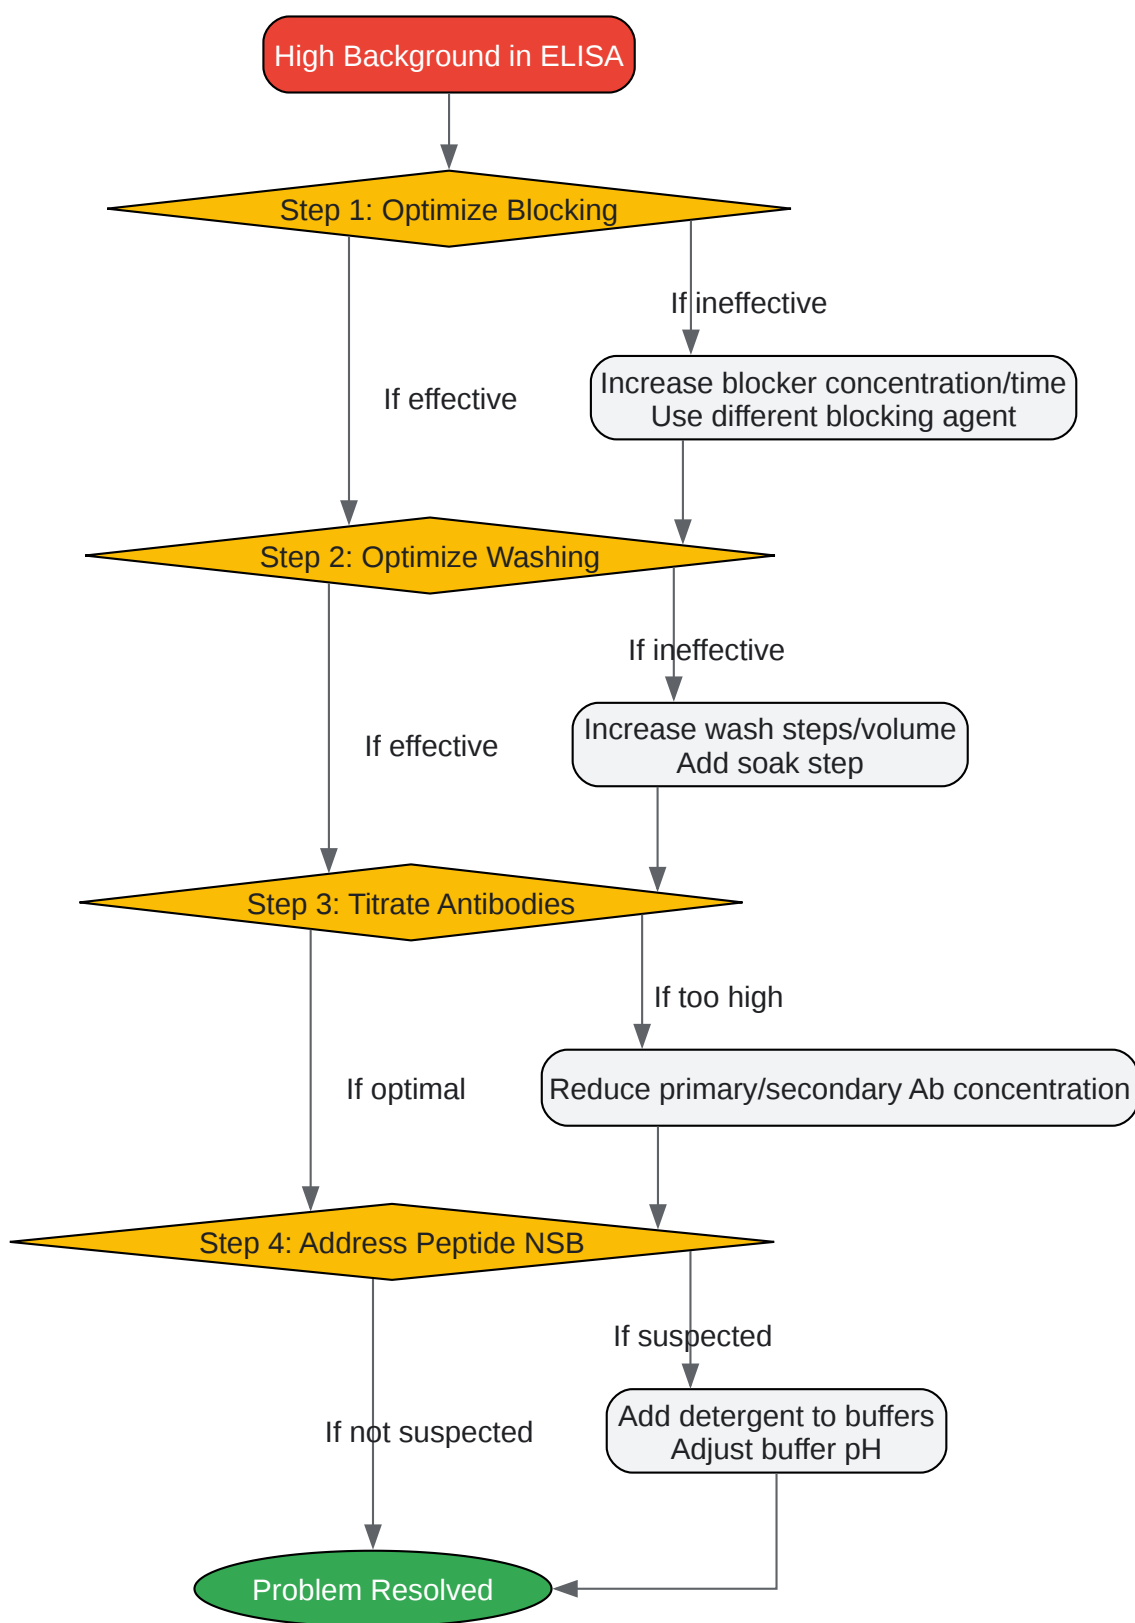 High Background in ELISA
Step 1: Optimize Blocking
If ineffective
Increase blocker concentration/time
Use different blocking agent
If effective
Step 2: Optimize Washing
If ineffective
Increase wash steps/volume
Add soak step
If effective
Step 3: Titrate Antibodies
If too high
Reduce primary/secondary Ab concentration
If optimal
Step 4: Address Peptide NSB
If suspected
Add detergent to buffers
Adjust buffer pH
If not suspected
Problem Resolved